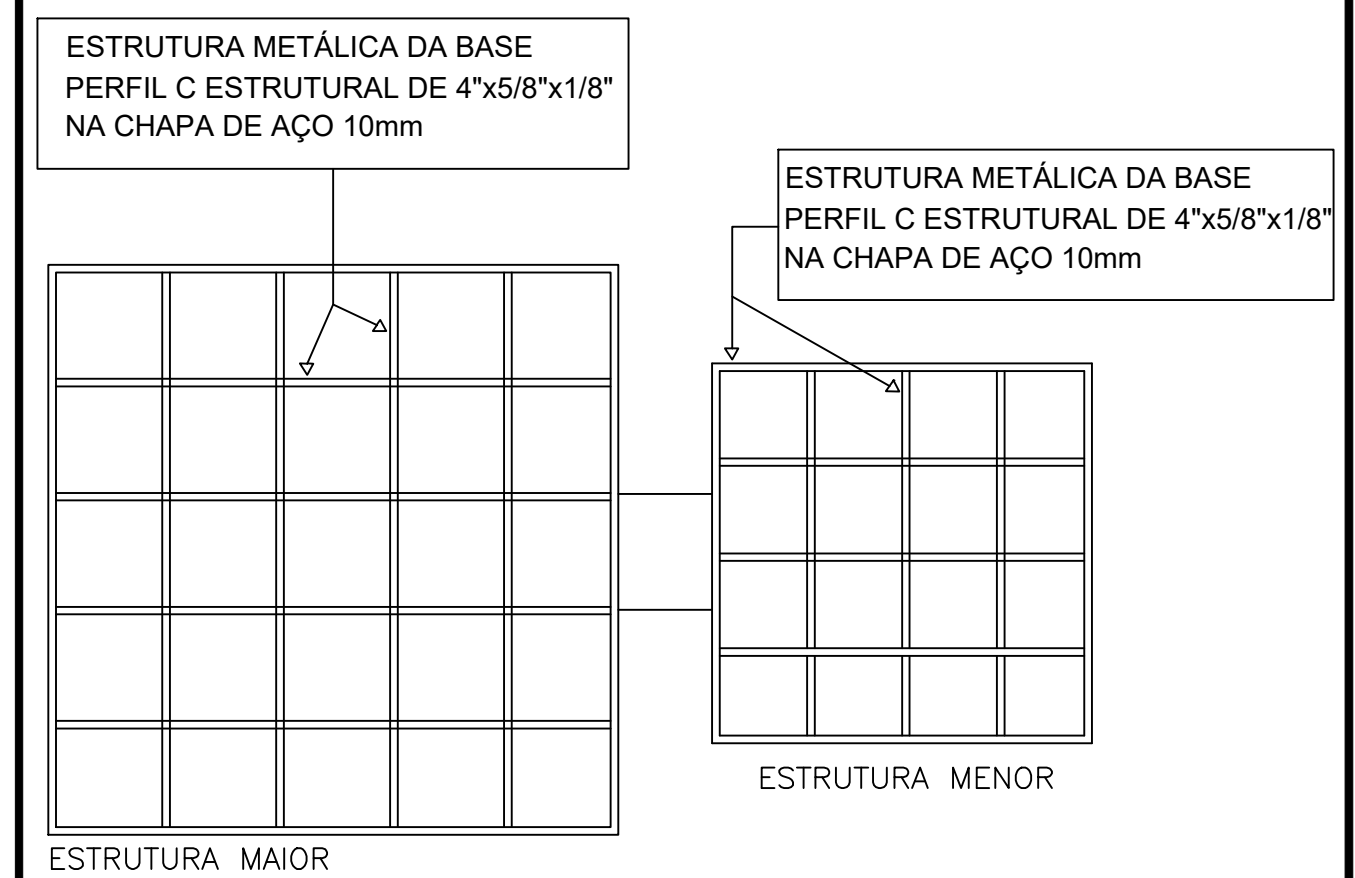 ESTRUTURA METÁLICA DA BASE
PERFIL C ESTRUTURAL DE 4"x5/8"x1/8"
NA CHAPA DE AÇO 10mm
ESTRUTURA METÁLICA DA BASE
PERFIL C ESTRUTURAL DE 4"x5/8"x1/8"
NA CHAPA DE AÇO 10mm
ESTRUTURA MENOR
ESTRUTURA MAIOR